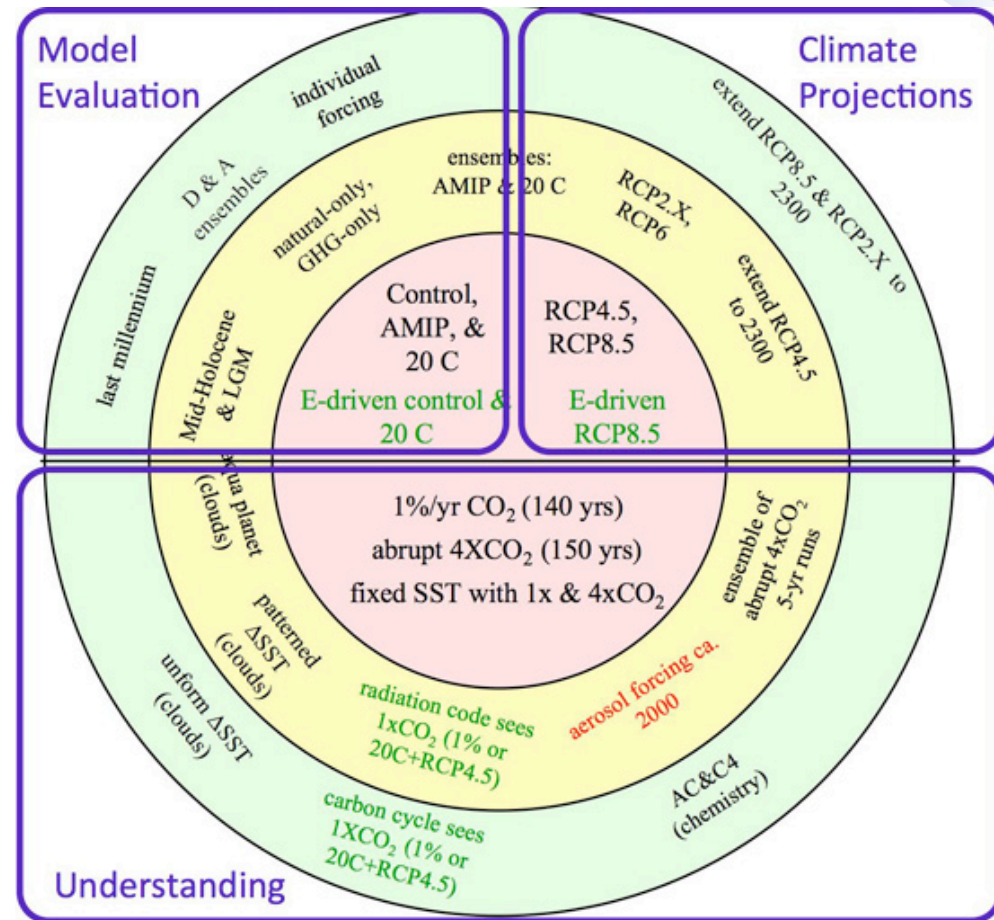 Model
Evaluation
Climate
Projections
individual
forcing
D & A
ensembles
last millennium
natural-only,
GHG-only
Mid-Holocene
& LGM
ensembles:
AMIP & 20 C
RCP2.X,
RCP6
extend RCP4.5
to 2300
extend RCP8.5 & RCP2.X to
2300
Control,
AMIP, &
20 C
E-driven control &
20 C
RCP4.5,
RCP8.5
E-driven
RCP8.5
1%/yr CO₂ (140 yrs)
abrupt 4XCO₂ (150 yrs)
fixed SST with 1x & 4xCO₂
aqua planet
(clouds)
patterned
ΔSST
(clouds)
uniform ΔSST
(clouds)
radiation code sees
1xCO₂ (1% or
20C+RCP4.5)
carbon cycle sees
1XCO₂ (1% or
20C+RCP4.5)
ensemble of
abrupt 4xCO₂
5-yr runs
aerosol forcing ca.
2000
AC&C4
(chemistry)
Understanding